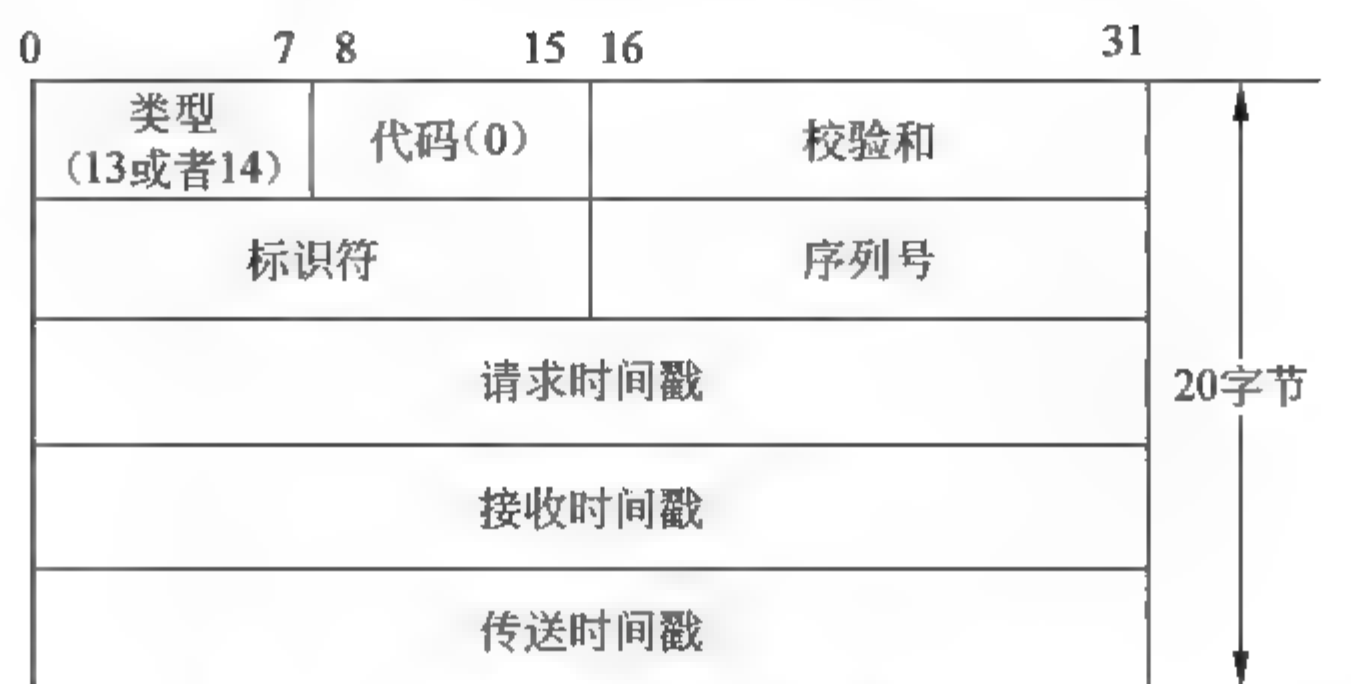 0 7 8 15 16 31
类型
(13或者14)
代码(0)
校验和
标识符
序列号
请求时间戳
20字节
接收时间戳
传送时间戳